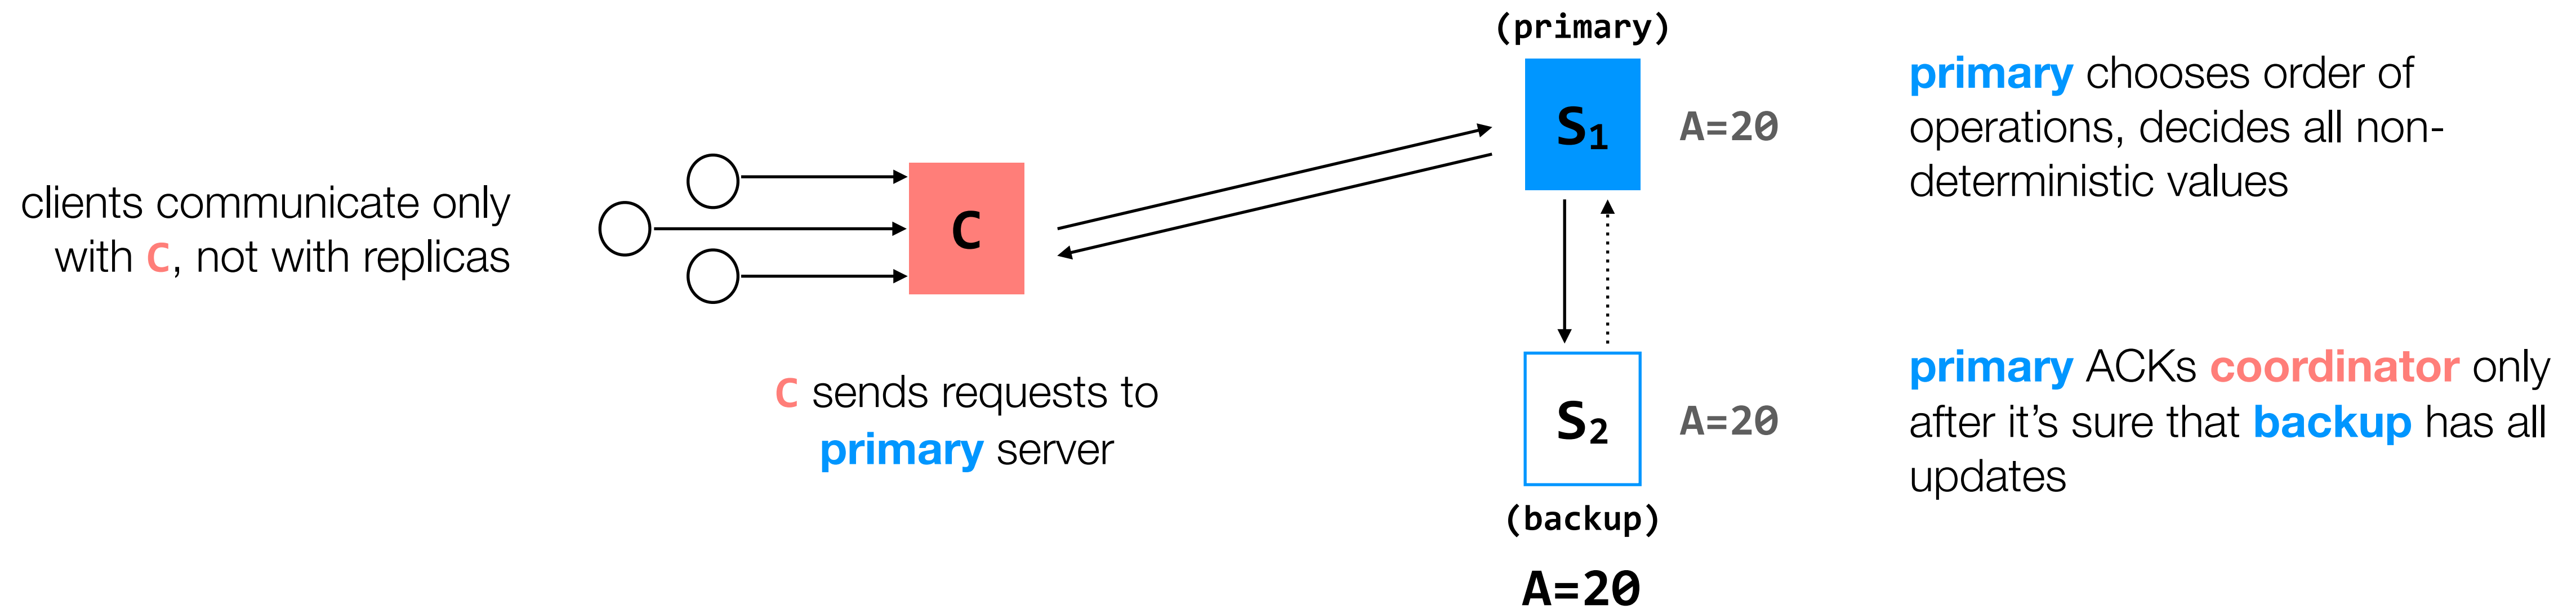 clients communicate only
with C, not with replicas
C
C sends requests to
primary server
(primary)
S₁
A=20
S₂
A=20
(backup)
A=20
primary chooses order of
operations, decides all non-
deterministic values
primary ACKs coordinator only
after it’s sure that backup has all
updates